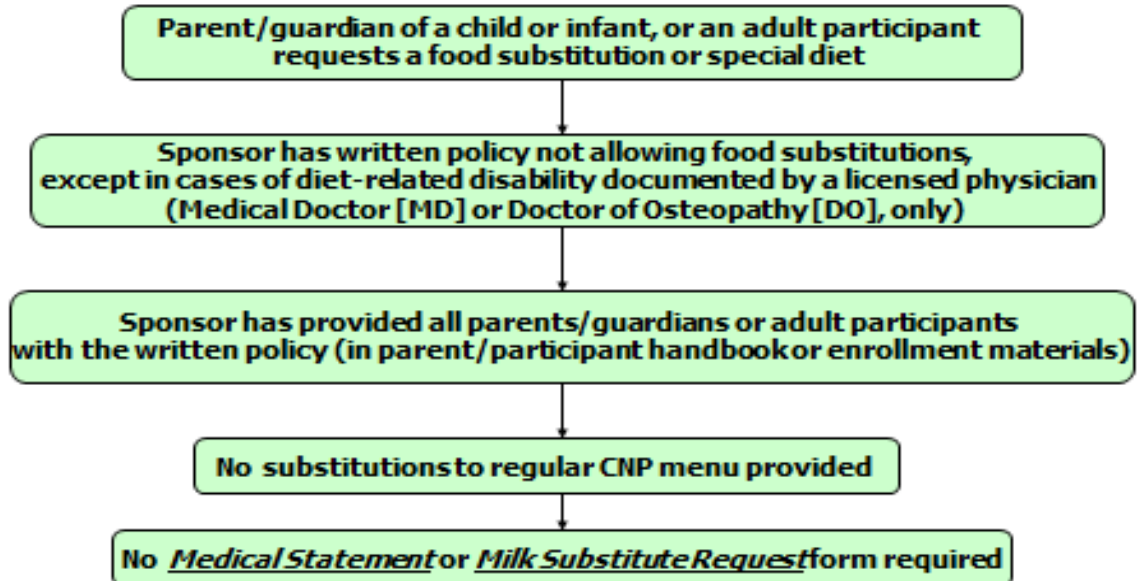 Parent/guardian of a child or infant, or an adult participant
requests a food substitution or special diet
Sponsor has written policy not allowing food substitutions,
except in cases of diet-related disability documented by a licensed physician
(Medical Doctor [MD] or Doctor of Osteopathy [DO], only)
Sponsor has provided all parents/guardians or adult participants
with the written policy (in parent/participant handbook or enrollment materials)
No substitutions to regular CNP menu provided
No Medical Statement or Milk Substitute Request form required